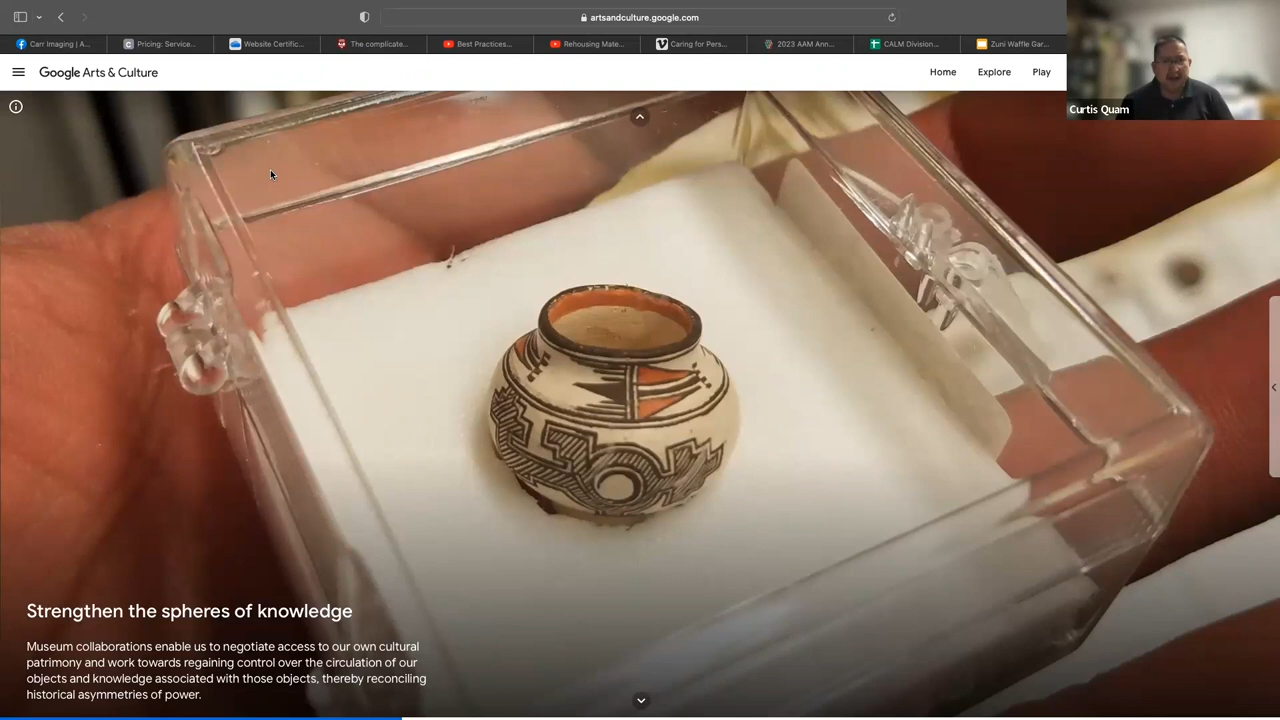 artsandculture.google.com
Carr Imaging | A...
Pricing: Service...
Website Certific...
The complicate...
Best Practices...
Rehousing Mate...
Caring for Pers...
2023 AAM Ann...
CALM Division...
Zuni Waffle Gar...
Google Arts & Culture
Home
Explore
Play
Curtis Quam
Strengthen the spheres of knowledge
Museum collaborations enable us to negotiate access to our own cultural
patrimony and work towards regaining control over the circulation of our
objects and knowledge associated with those objects, thereby reconciling
historical asymmetries of power.